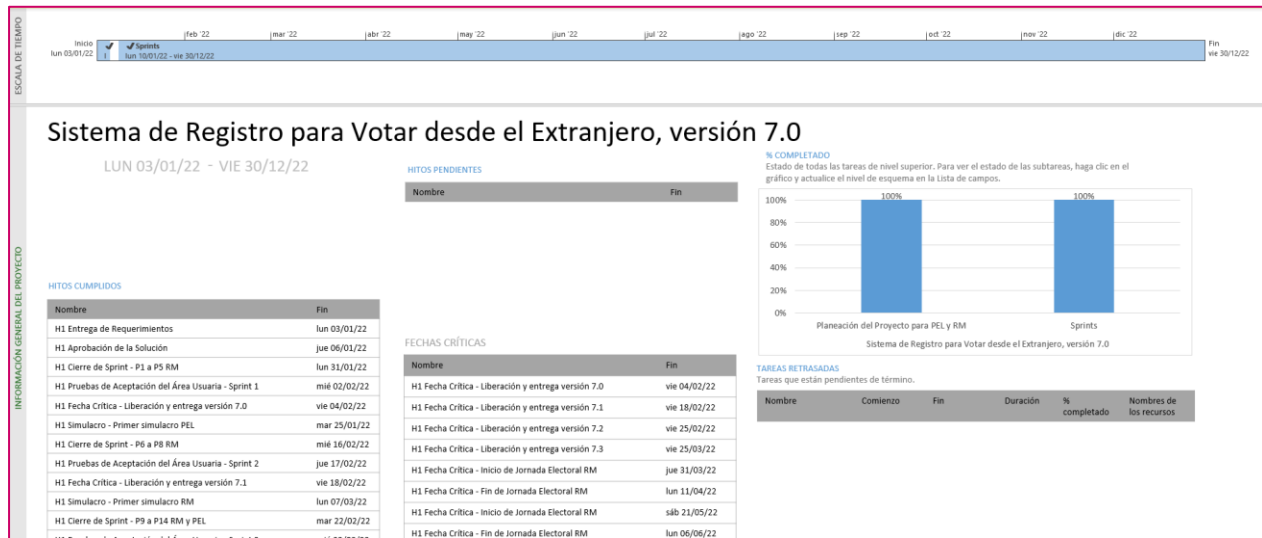 ESCALA DE TIEMPO
feb '22 mar '22 abr '22 may '22 jun '22 jul '22 ago '22 sep '22 oct '22 nov '22 dic '22
Inicio
lun 03/01/22
Sprints
lun 10/01/22 - vie 30/12/22
Fin
vie 30/12/22
INFORMACIÓN GENERAL DEL PROYECTO
Sistema de Registro para Votar desde el Extranjero, versión 7.0
LUN 03/01/22 - VIE 30/12/22
HITOS CUMPLIDOS
Nombre Fin
H1 Entrega de Requerimientos lun 03/01/22
H1 Aprobación de la Solución jue 06/01/22
H1 Cierre de Sprint - P1 a P5 RM lun 31/01/22
H1 Pruebas de Aceptación del Área Usuaria - Sprint 1 mié 02/02/22
H1 Fecha Crítica - Liberación y entrega versión 7.0 vie 04/02/22
H1 Simulacro - Primer simulacro PEL mar 25/01/22
H1 Cierre de Sprint - P6 a P8 RM mié 16/02/22
H1 Pruebas de Aceptación del Área Usuaria - Sprint 2 jue 17/02/22
H1 Fecha Crítica - Liberación y entrega versión 7.1 vie 18/02/22
H1 Simulacro - Primer simulacro RM lun 07/03/22
H1 Cierre de Sprint - P9 a P14 RM y PEL mar 22/02/22
HITOS PENDIENTES
Nombre Fin
FECHAS CRÍTICAS
Nombre Fin
H1 Fecha Crítica - Liberación y entrega versión 7.0 vie 04/02/22
H1 Fecha Crítica - Liberación y entrega versión 7.1 vie 18/02/22
H1 Fecha Crítica - Liberación y entrega versión 7.2 vie 25/02/22
H1 Fecha Crítica - Liberación y entrega versión 7.3 vie 25/03/22
H1 Fecha Crítica - Inicio de Jornada Electoral RM jue 31/03/22
H1 Fecha Crítica - Fin de Jornada Electoral RM lun 11/04/22
H1 Fecha Crítica - Inicio de Jornada Electoral RM sáb 21/05/22
H1 Fecha Crítica - Fin de Jornada Electoral RM lun 06/06/22
% COMPLETADO
Estado de todas las tareas de nivel superior. Para ver el estado de las subtareas, haga clic en el
gráfico y actualice el nivel de esquema en la Lista de campos.
100% 100%
100%
80%
60%
40%
20%
0%
Planeación del Proyecto para PEL y RM Sprints
Sistema de Registro para Votar desde el Extranjero, versión 7.0
TAREAS RETRASADAS
Tareas que están pendientes de término.
Nombre Comienzo Fin Duración % completado Nombres de los recursos